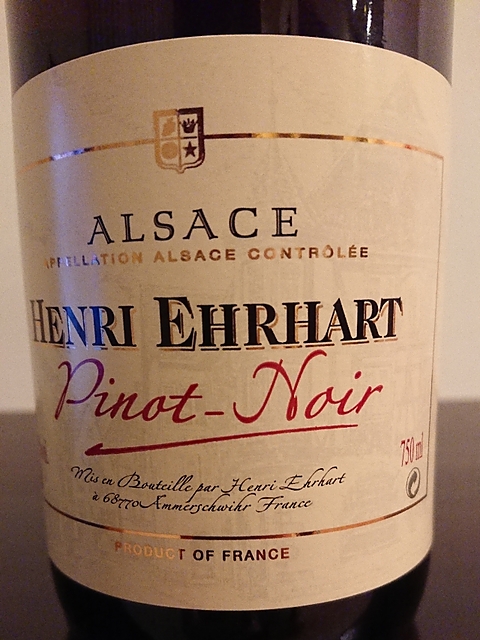 ALSACE
APPELLATION ALSACE CONTRÔLÉE
HENRI EHRHART
Pinot-Noir
750 ml
Mis en Bouteille par Henri Ehrhart
à 68770 Ammerschwihr France
PRODUCT OF FRANCE